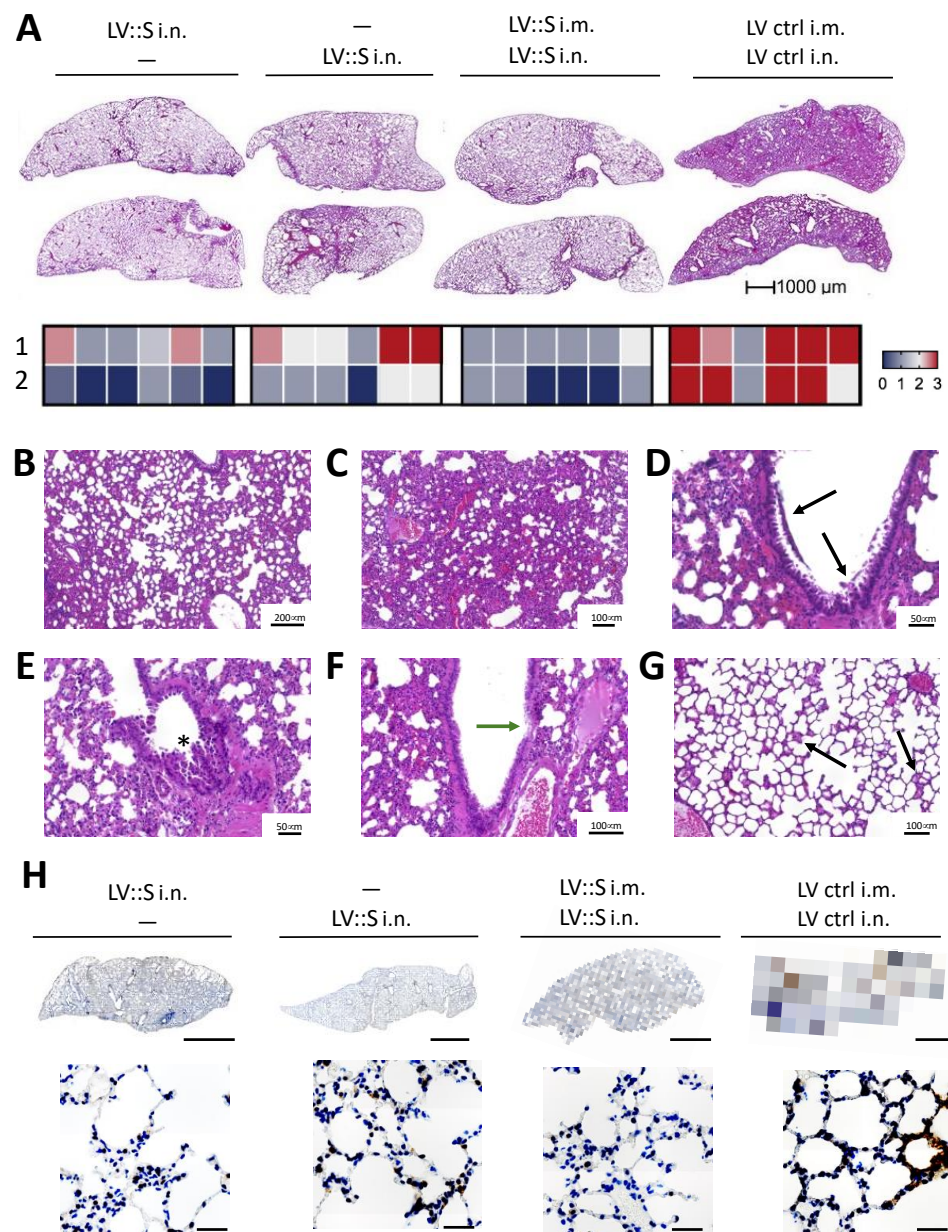 A
LV::S i.n.
—
—
LV::S i.n.
LV::S i.m.
LV::S i.n.
LV ctrl i.m.
LV ctrl i.n.
1000 µm
1
2
0 1 2 3
B
200∝m
C
100∝m
D
50∝m
E
*
50∝m
F
100∝m
G
100∝m
H
LV::S i.n.
—
—
LV::S i.n.
LV::S i.m.
LV::S i.n.
LV ctrl i.m.
LV ctrl i.n.